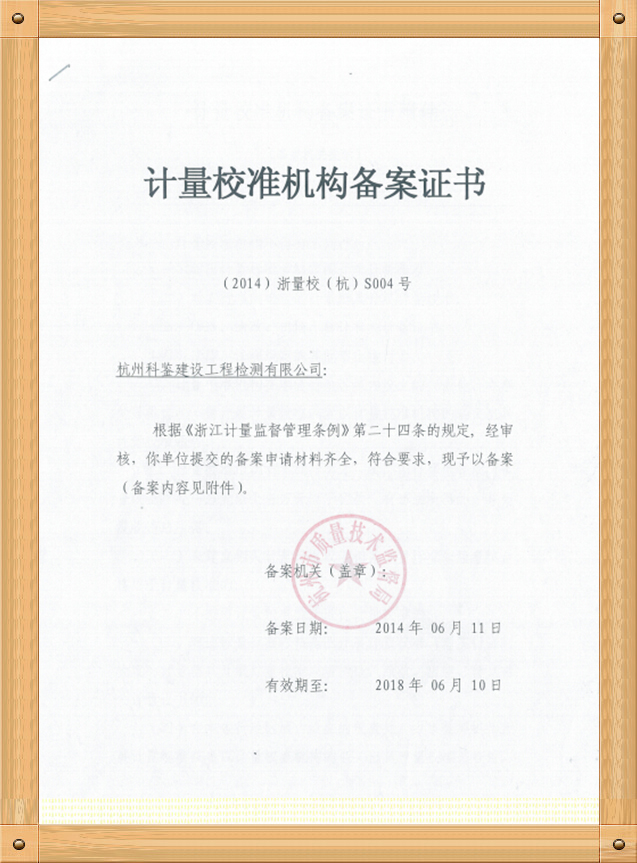 计量校准机构备案证书
（2014）浙量校（杭）S004 号
杭州科鉴建设工程检测有限公司：
根据《浙江计量监督管理条例》第二十四条的规定，经审
核，你单位提交的备案申请材料齐全，符合要求，现予以备案
（备案内容见附件）。
杭州市质量技术监督局
备案机关（盖章）：
备案日期： 2014 年 06 月 11 日
有效期至： 2018 年 06 月 10 日